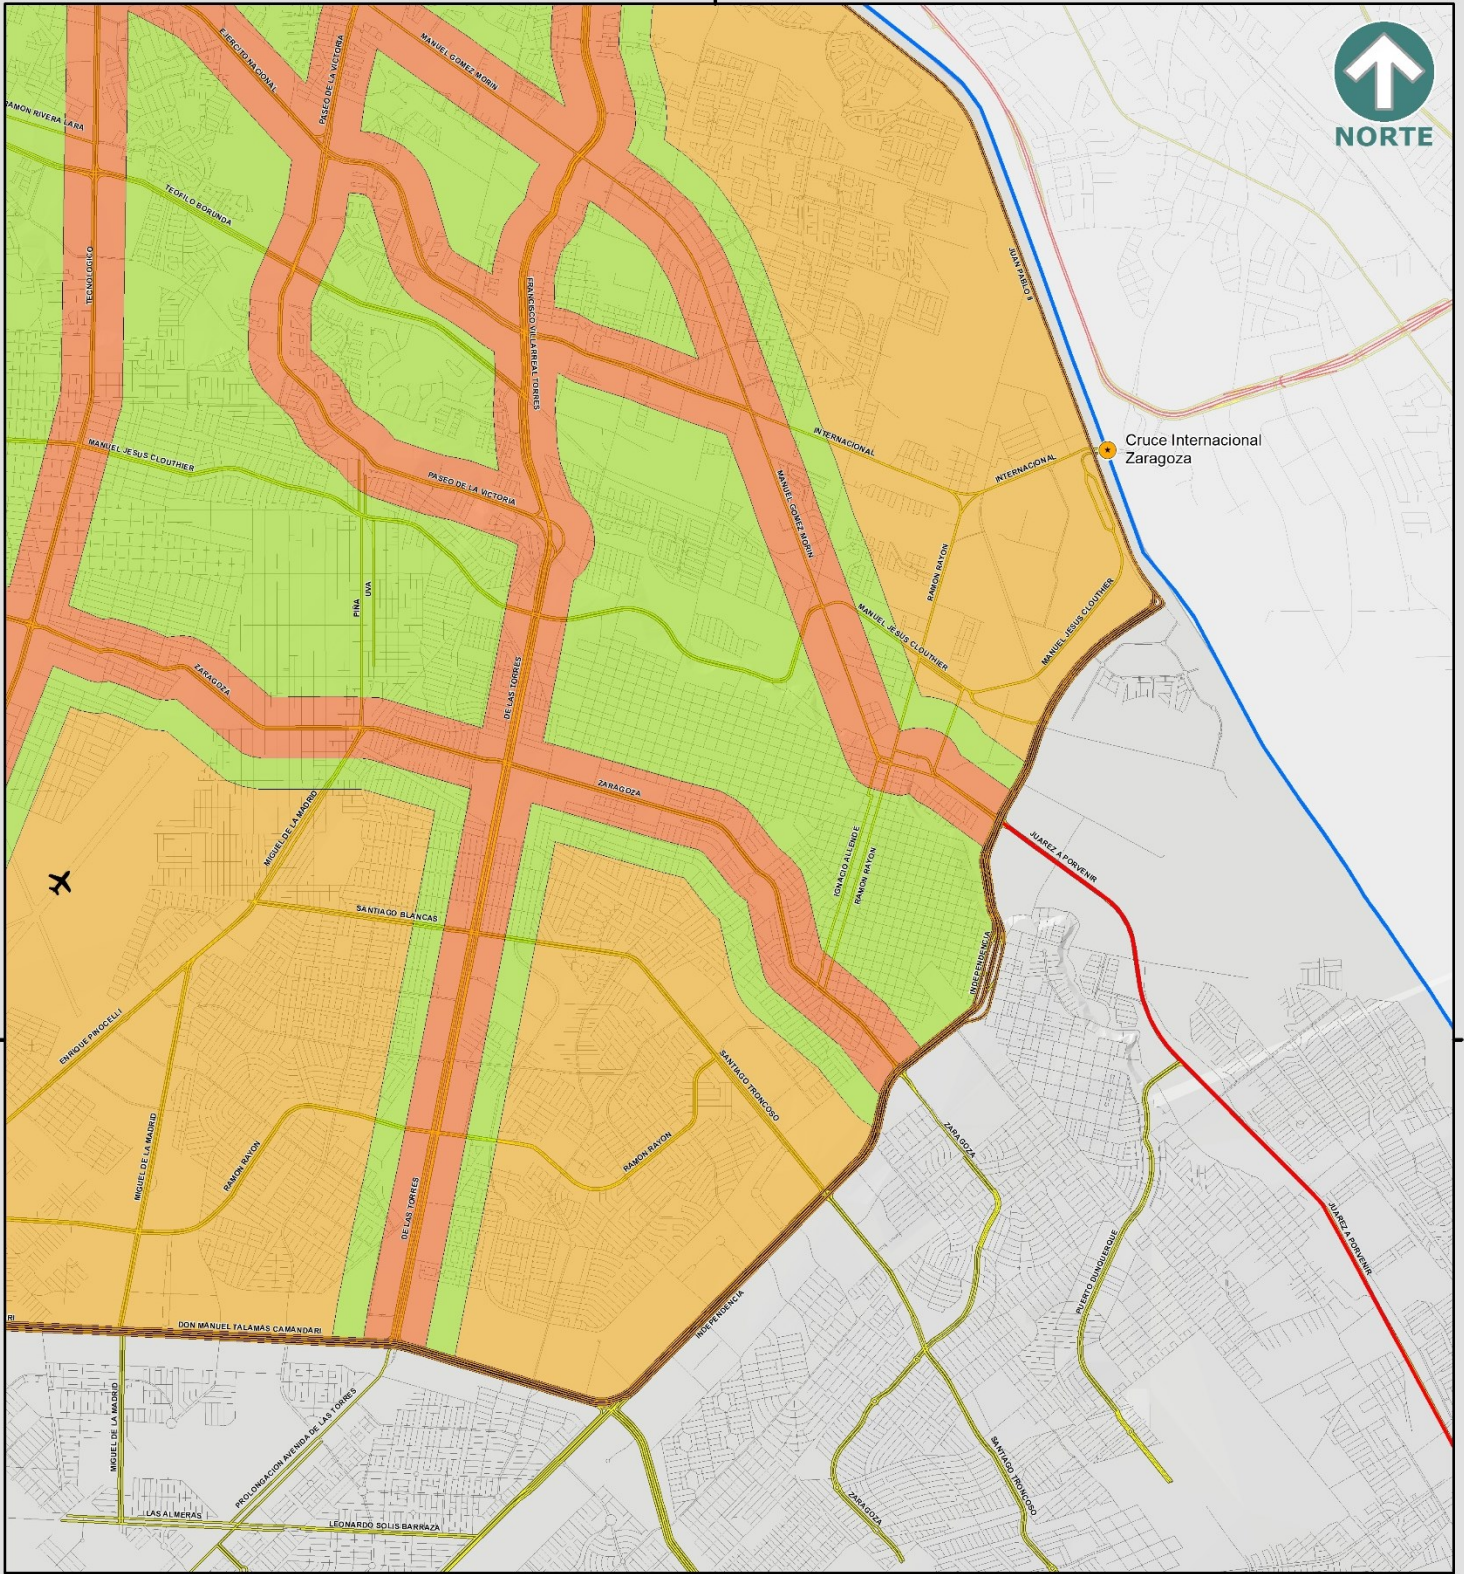 EJERCITO NACIONAL
PASEO DE LA VICTORIA
MANUEL GOMEZ MORIN
NORTE
RAMON RIVERA LARA
TEOFILO BORUNDA
TECNOLOGICO
FRANCISCO VILLARREAL TORRES
JUAN PABLO II
MANUEL JESUS CLOUTHIER
INTERNACIONAL
Cruce Internacional
Zaragoza
INTERNACIONAL
PASEO DE LA VICTORIA
MANUEL GOMEZ MORIN
RAMON RAYON
PIÑA
UVA
MANUEL JESUS CLOUTHIER
MANUEL JESUS CLOUTHIER
ZARAGOZA
DE LAS TORRES
ZARAGOZA
MIGUEL DE LA MADRID
IGNACIO ALLENDE
RAMON RAYON
JUAREZ A PORVENIR
SANTIAGO BLANCAS
INDEPENDENCIA
ENRIQUE PINOCELLI
SANTIAGO TRONCOSO
MIGUEL DE LA MADRID
RAMON RAYON
RAMON RAYON
ZARAGOZA
DE LAS TORRES
PUERTO DUNQUERQUE
JUAREZ A PORVENIR
RI
DON MANUEL TALAMAS CAMANDARI
INDEPENDENCIA
MIGUEL DE LA MADRID
PROLONGACION AVENIDA DE LAS TORRES
SANTIAGO TRONCOSO
ZARAGOZA
LAS ALMERAS
LEONARDO SOLIS BARRAZA